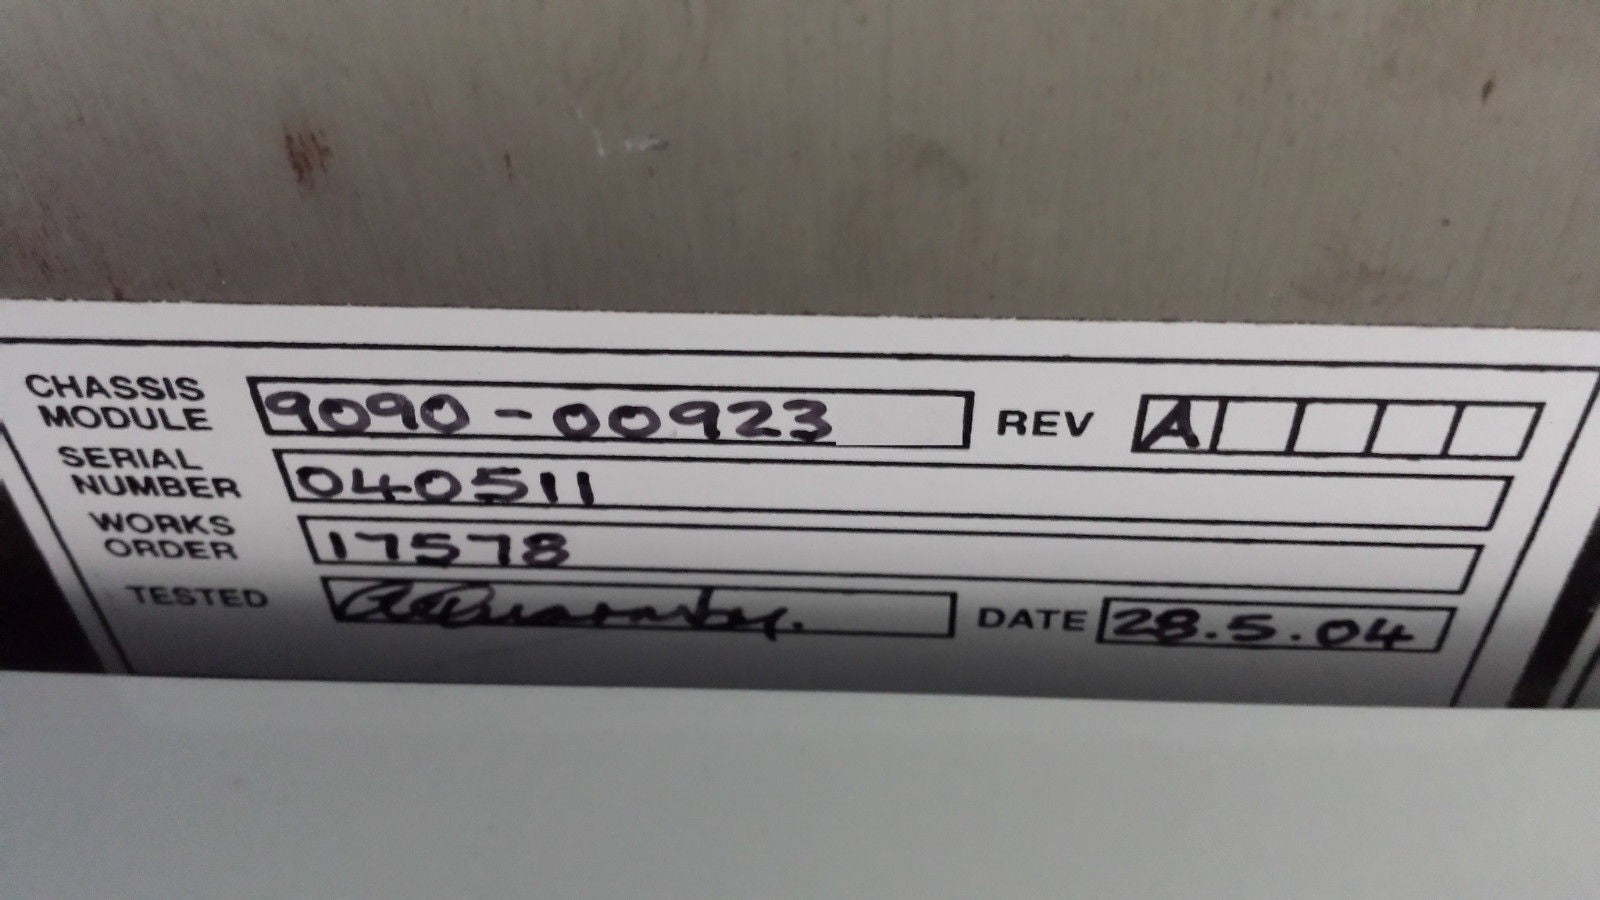 CHASSIS MODULE 9090-00923 REV A
SERIAL NUMBER 040511
WORKS ORDER 17578
TESTED DATE 28.5.04